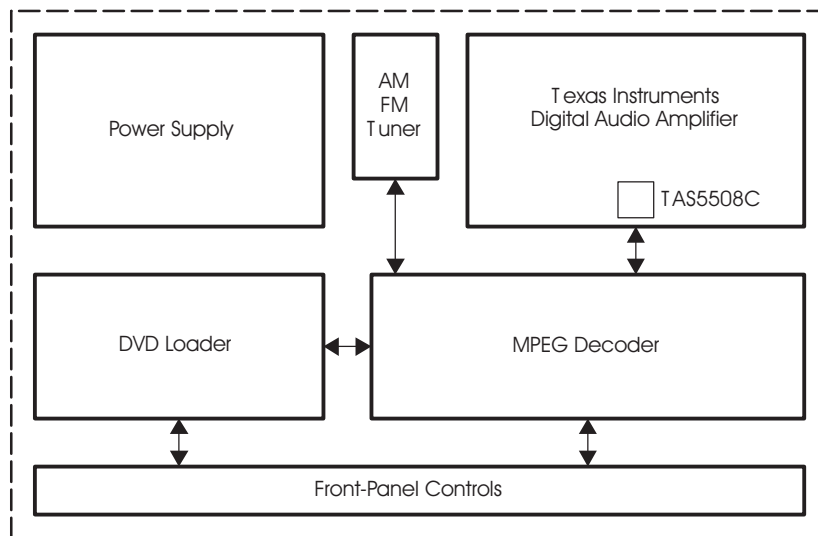 Power Supply
AM
FM
Tuner
Texas Instruments
Digital Audio Amplifier
TAS5508C
DVD Loader
MPEG Decoder
Front-Panel Controls